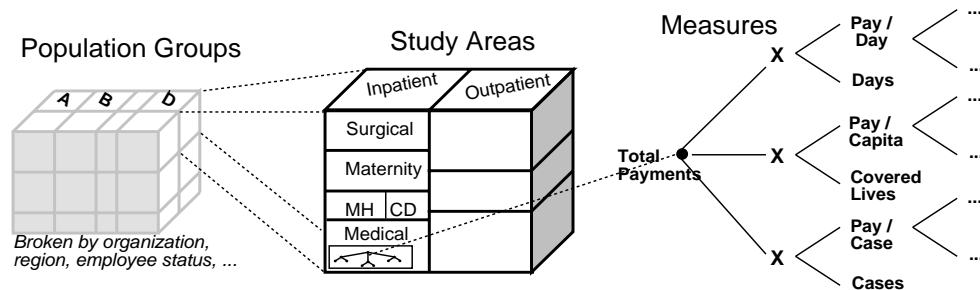 Population Groups
A B D
Broken by organization,
region, employee status, ...
Study Areas
Inpatient Outpatient
Surgical
Maternity
MH CD
Medical
Measures
Total
Payments
X
Pay /
Day
...
...
Days
X
Pay /
Capita
...
...
Covered
Lives
X
Pay /
Case
...
...
Cases